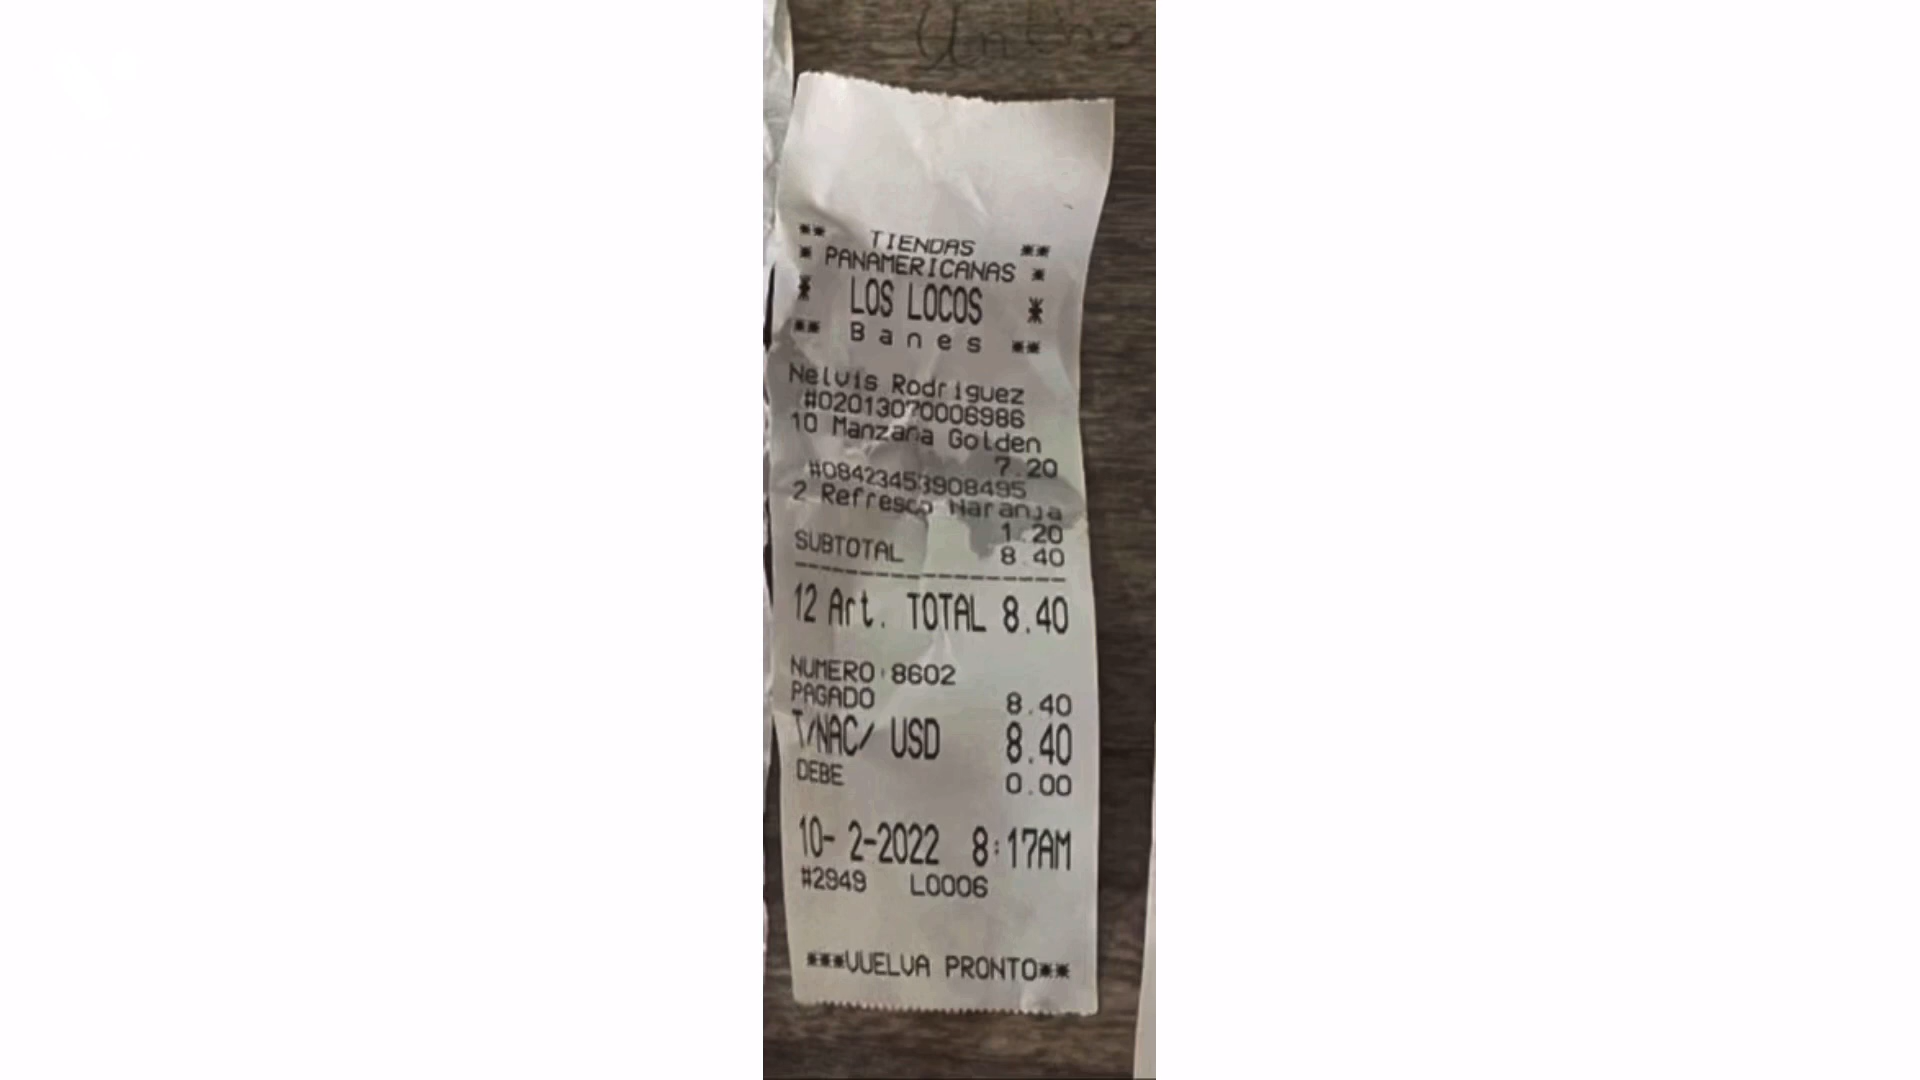 ** TIENDAS **
* PANAMERICANAS *
* LOS LOCOS *
** Banes **
Nelvis Rodriguez
#02013070006986
10 Manzana Golden
7.20
#08423453908495
2 Refresco Naranja
1.20
SUBTOTAL 8.40
--------------------
12 Art. TOTAL 8.40
NUMERO:8602
PAGADO 8.40
T/NAC/ USD 8.40
DEBE 0.00
10- 2-2022 8:17AM
#2949 L0006
***VUELVA PRONTO**